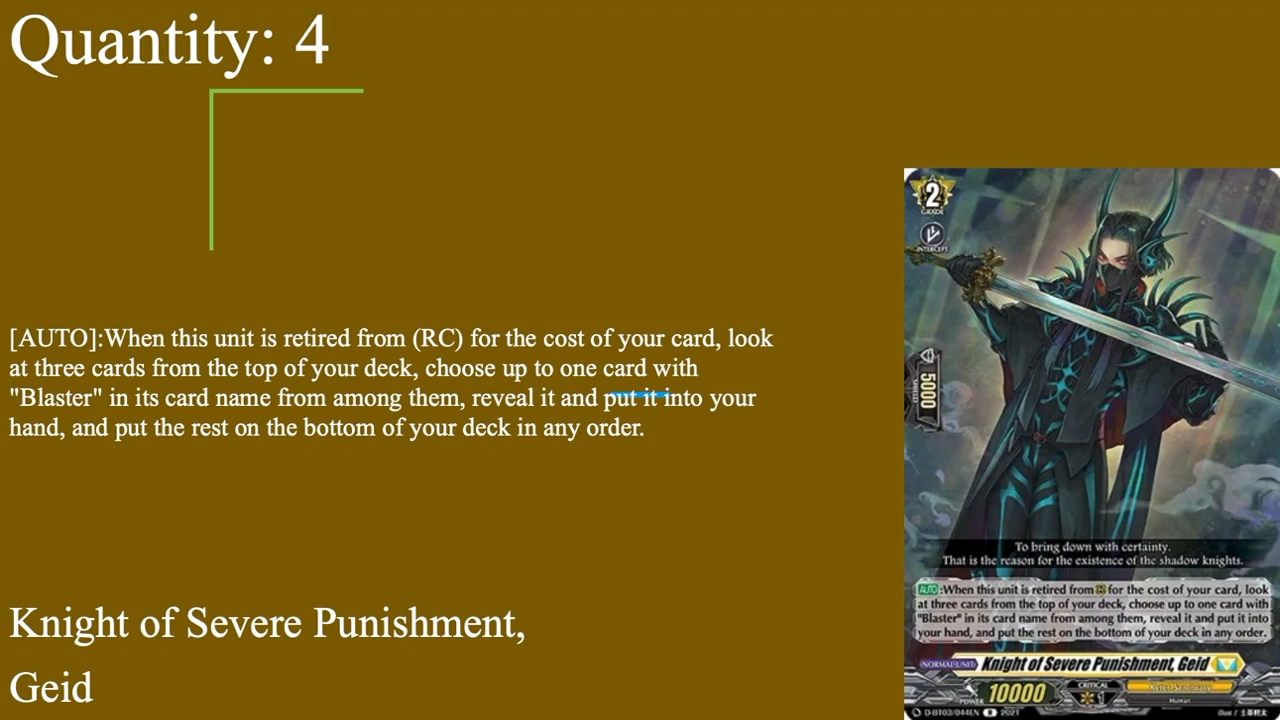 Quantity: 4
[AUTO]:When this unit is retired from (RC) for the cost of your card, look
at three cards from the top of your deck, choose up to one card with
"Blaster" in its card name from among them, reveal it and put it into your
hand, and put the rest on the bottom of your deck in any order.
Knight of Severe Punishment,
Geid
2
GRADE
INTERCEPT
5000
SHIELD
To bring down with certainty.
That is the reason for the existence of the shadow knights.
AUTO:When this unit is retired from for the cost of your card, look
at three cards from the top of your deck, choose up to one card with
"Blaster" in its card name from among them, reveal it and put it into
your hand, and put the rest on the bottom of your deck in any order.
NORMAL UNIT Knight of Severe Punishment, Geid
POWER 10000 CRITICAL 1 Keter Sanctuary
Human
D-BT03/044EN R 2021 illust /